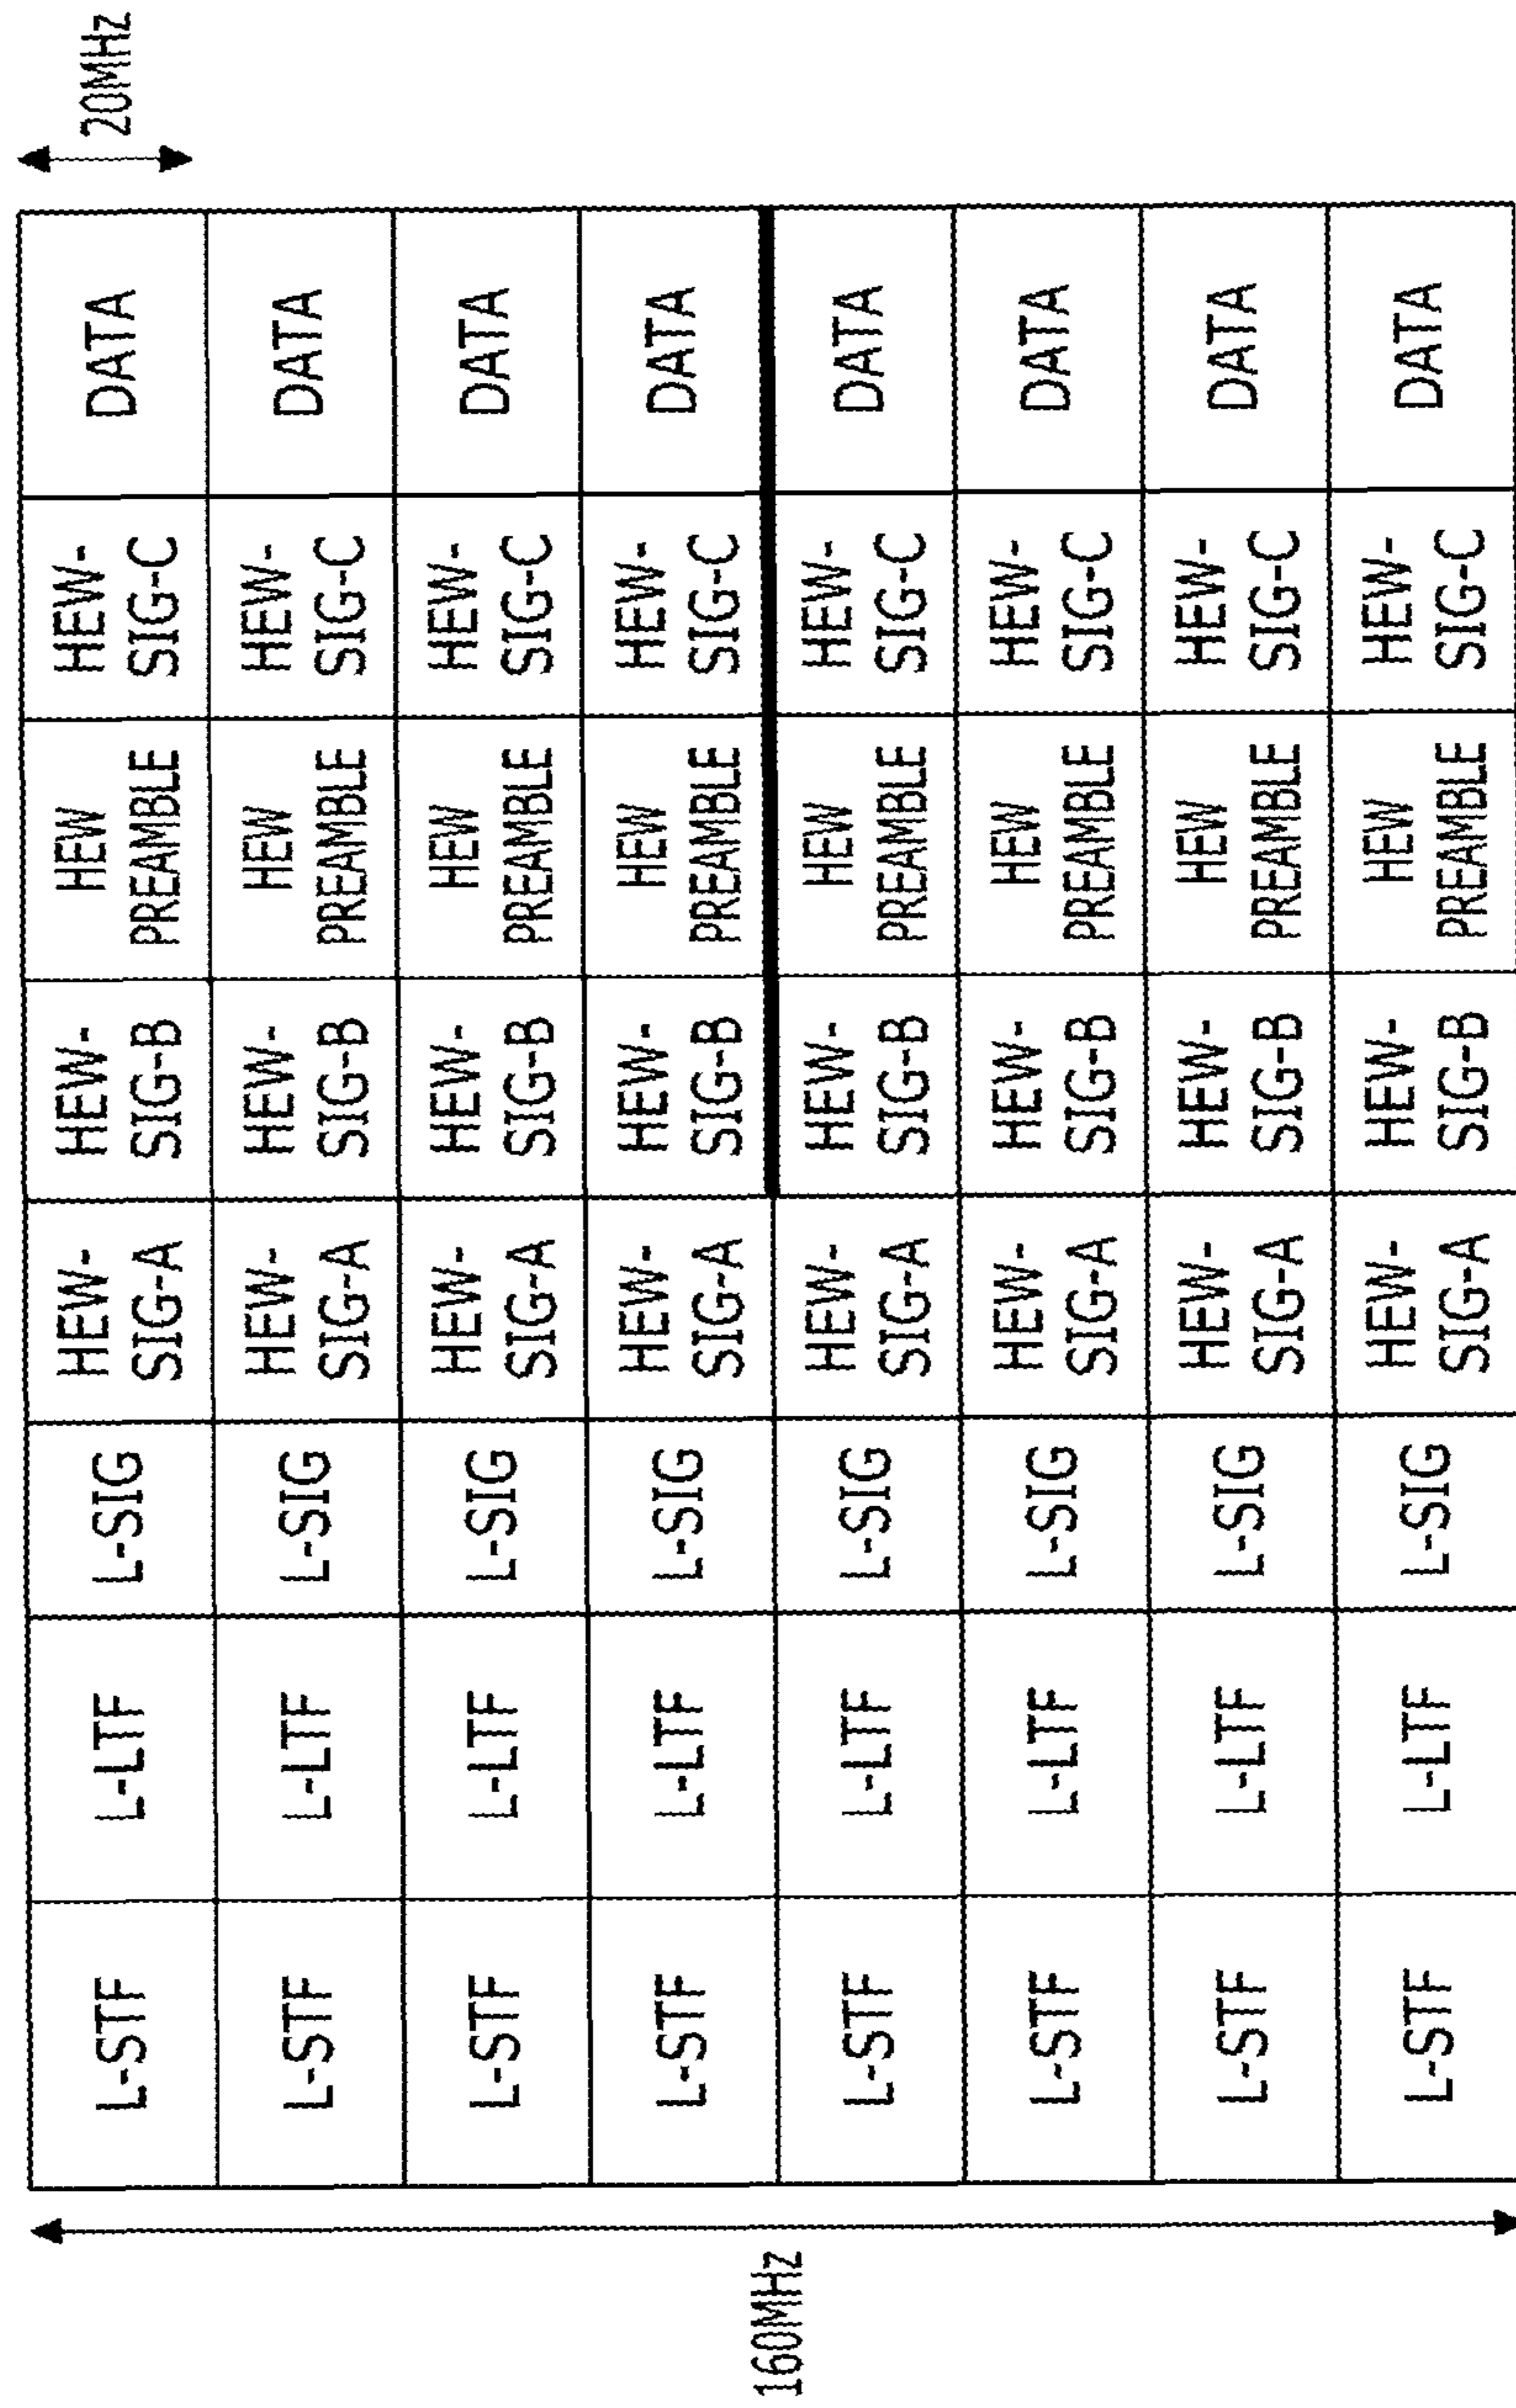 20MHz
160MHz
L-STF
L-LTF
L-SIG
HEW-
SIG-A
HEW-
SIG-B
HEW
PREAMBLE
HEW-
SIG-C
DATA
L-STF
L-LTF
L-SIG
HEW-
SIG-A
HEW-
SIG-B
HEW
PREAMBLE
HEW-
SIG-C
DATA
L-STF
L-LTF
L-SIG
HEW-
SIG-A
HEW-
SIG-B
HEW
PREAMBLE
HEW-
SIG-C
DATA
L-STF
L-LTF
L-SIG
HEW-
SIG-A
HEW-
SIG-B
HEW
PREAMBLE
HEW-
SIG-C
DATA
L-STF
L-LTF
L-SIG
HEW-
SIG-A
HEW-
SIG-B
HEW
PREAMBLE
HEW-
SIG-C
DATA
L-STF
L-LTF
L-SIG
HEW-
SIG-A
HEW-
SIG-B
HEW
PREAMBLE
HEW-
SIG-C
DATA
L-STF
L-LTF
L-SIG
HEW-
SIG-A
HEW-
SIG-B
HEW
PREAMBLE
HEW-
SIG-C
DATA
L-STF
L-LTF
L-SIG
HEW-
SIG-A
HEW-
SIG-B
HEW
PREAMBLE
HEW-
SIG-C
DATA